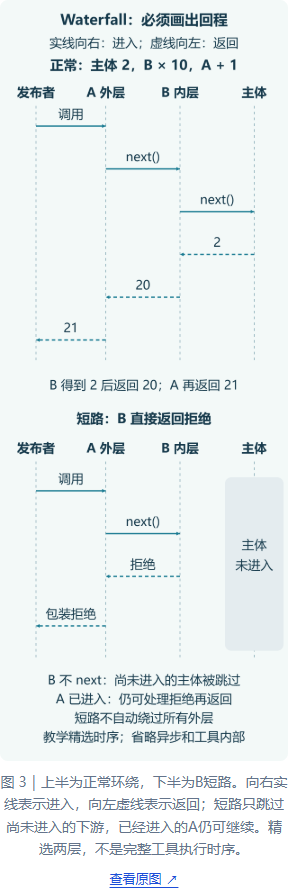 Waterfall：必须画出回程
实线向右：进入；虚线向左：返回
正常：主体 2，B × 10，A + 1
发布者 A 外层 B 内层 主体
调用
next()
next()
2
20
21
B 得到 2 后返回 20；A 再返回 21
短路：B 直接返回拒绝
发布者 A 外层 B 内层 主体
调用
next()
主体
未进入
拒绝
包装拒绝
B 不 next：尚未进入的主体被跳过
A 已进入：仍可处理拒绝再返回
短路不自动绕过所有外层
教学精选时序；省略异步和工具内部
图 3｜上半为正常环绕，下半为B短路。向右实
线表示进入，向左虚线表示返回；短路只跳过
尚未进入的下游，已经进入的A仍可继续。精
选两层，不是完整工具执行时序。
查看原图 ↗